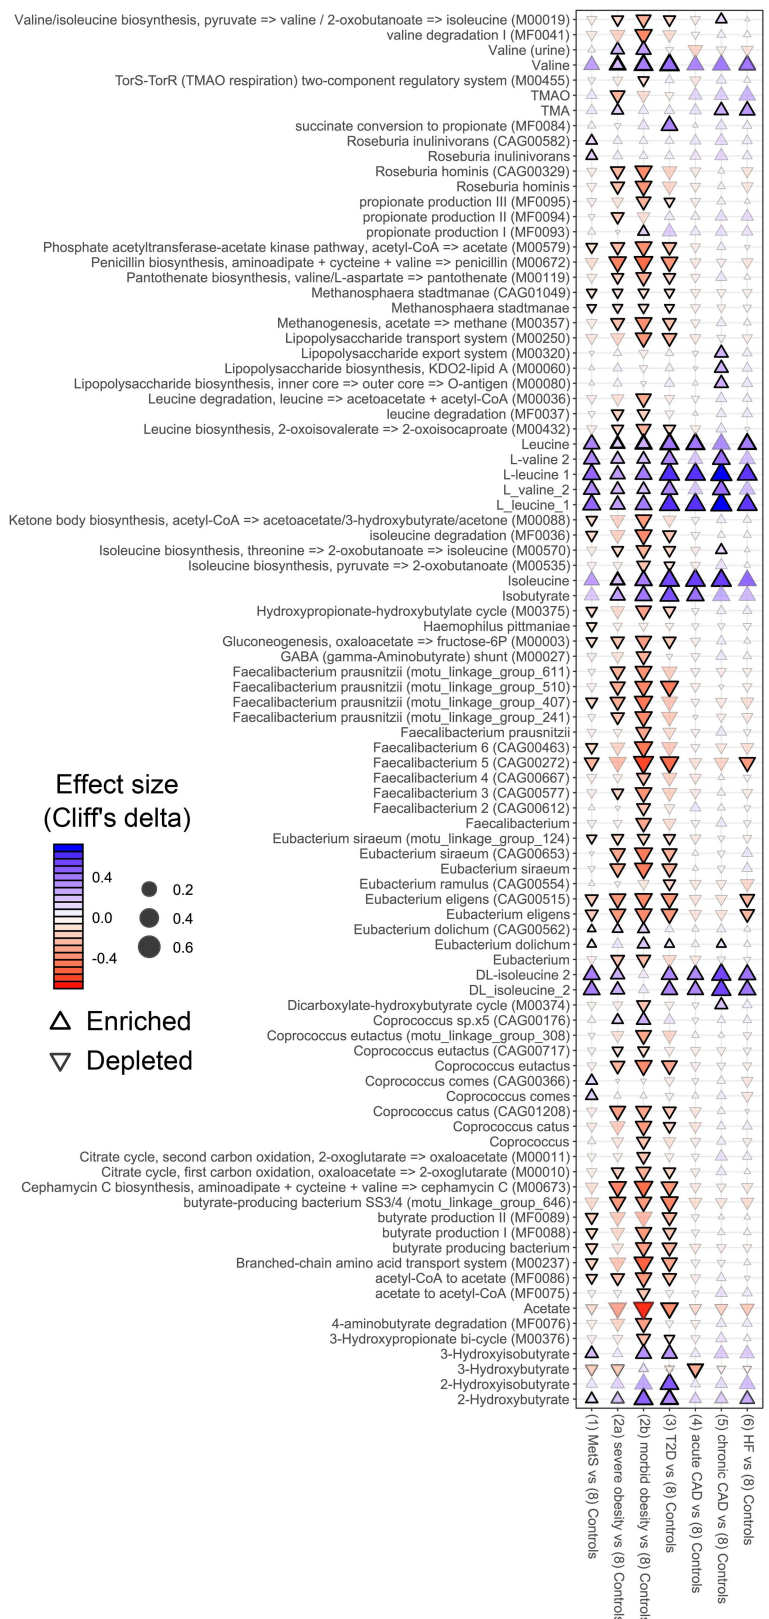 Valine/isoleucine biosynthesis, pyruvate => valine / 2-oxobutanoate => isoleucine (M00019)
valine degradation I (MF0041)
Valine (urine)
Valine
TorS-TorR (TMAO respiration) two-component regulatory system (M00455)
TMAO
TMA
succinate conversion to propionate (MF0084)
Roseburia inulinivorans (CAG00582)
Roseburia inulinivorans
Roseburia hominis (CAG00329)
Roseburia hominis
propionate production III (MF0095)
propionate production II (MF0094)
propionate production I (MF0093)
Phosphate acetyltransferase-acetate kinase pathway, acetyl-CoA => acetate (M00579)
Penicillin biosynthesis, aminoadipate + cycteine + valine => penicillin (M00672)
Pantothenate biosynthesis, valine/L-aspartate => pantothenate (M00119)
Methanosphaera stadtmanae (CAG01049)
Methanosphaera stadtmanae
Methanogenesis, acetate => methane (M00357)
Lipopolysaccharide transport system (M00250)
Lipopolysaccharide export system (M00320)
Lipopolysaccharide biosynthesis, KDO2-lipid A (M00060)
Lipopolysaccharide biosynthesis, inner core => outer core => O-antigen (M00080)
Leucine degradation, leucine => acetoacetate + acetyl-CoA (M00036)
leucine degradation (MF0037)
Leucine biosynthesis, 2-oxoisovalerate => 2-oxoisocaproate (M00432)
Leucine
L-valine 2
L-leucine 1
L_valine_2
L_leucine_1
Ketone body biosynthesis, acetyl-CoA => acetoacetate/3-hydroxybutyrate/acetone (M00088)
isoleucine degradation (MF0036)
Isoleucine biosynthesis, threonine => 2-oxobutanoate => isoleucine (M00570)
Isoleucine biosynthesis, pyruvate => 2-oxobutanoate (M00535)
Isoleucine
Isobutyrate
Hydroxypropionate-hydroxybutylate cycle (M00375)
Haemophilus pittmaniae
Gluconeogenesis, oxaloacetate => fructose-6P (M00003)
GABA (gamma-Aminobutyrate) shunt (M00027)
Faecalibacterium prausnitzii (motu_linkage_group_611)
Faecalibacterium prausnitzii (motu_linkage_group_510)
Faecalibacterium prausnitzii (motu_linkage_group_407)
Faecalibacterium prausnitzii (motu_linkage_group_241)
Faecalibacterium prausnitzii
Faecalibacterium 6 (CAG00463)
Faecalibacterium 5 (CAG00272)
Faecalibacterium 4 (CAG00667)
Faecalibacterium 3 (CAG00577)
Faecalibacterium 2 (CAG00612)
Faecalibacterium
Eubacterium siraeum (motu_linkage_group_124)
Eubacterium siraeum (CAG00653)
Eubacterium siraeum
Eubacterium ramulus (CAG00554)
Eubacterium eligens (CAG00515)
Eubacterium eligens
Eubacterium dolichum (CAG00562)
Eubacterium dolichum
Eubacterium
DL-isoleucine 2
DL_isoleucine_2
Dicarboxylate-hydroxybutyrate cycle (M00374)
Coprococcus sp.x5 (CAG00176)
Coprococcus eutactus (motu_linkage_group_308)
Coprococcus eutactus (CAG00717)
Coprococcus eutactus
Coprococcus comes (CAG00366)
Coprococcus comes
Coprococcus catus (CAG01208)
Coprococcus catus
Coprococcus
Citrate cycle, second carbon oxidation, 2-oxoglutarate => oxaloacetate (M00011)
Citrate cycle, first carbon oxidation, oxaloacetate => 2-oxoglutarate (M00010)
Cephamycin C biosynthesis, aminoadipate + cycteine + valine => cephamycin C (M00673)
butyrate-producing bacterium SS3/4 (motu_linkage_group_646)
butyrate production II (MF0089)
butyrate production I (MF0088)
butyrate producing bacterium
Branched-chain amino acid transport system (M00237)
acetyl-CoA to acetate (MF0086)
acetate to acetyl-CoA (MF0075)
Acetate
4-aminobutyrate degradation (MF0076)
3-Hydroxypropionate bi-cycle (M00376)
3-Hydroxyisobutyrate
3-Hydroxybutyrate
2-Hydroxyisobutyrate
2-Hydroxybutyrate
Effect size
(Cliff's delta)
0.4
0.0
-0.4
0.2
0.4
0.6
Enriched
Depleted
(1) MetS vs (8) Controls
(2a) severe obesity vs (8) Controls
(2b) morbid obesity vs (8) Controls
(3) T2D vs (8) Controls
(4) acute CAD vs (8) Controls
(5) chronic CAD vs (8) Controls
(6) HF vs (8) Controls